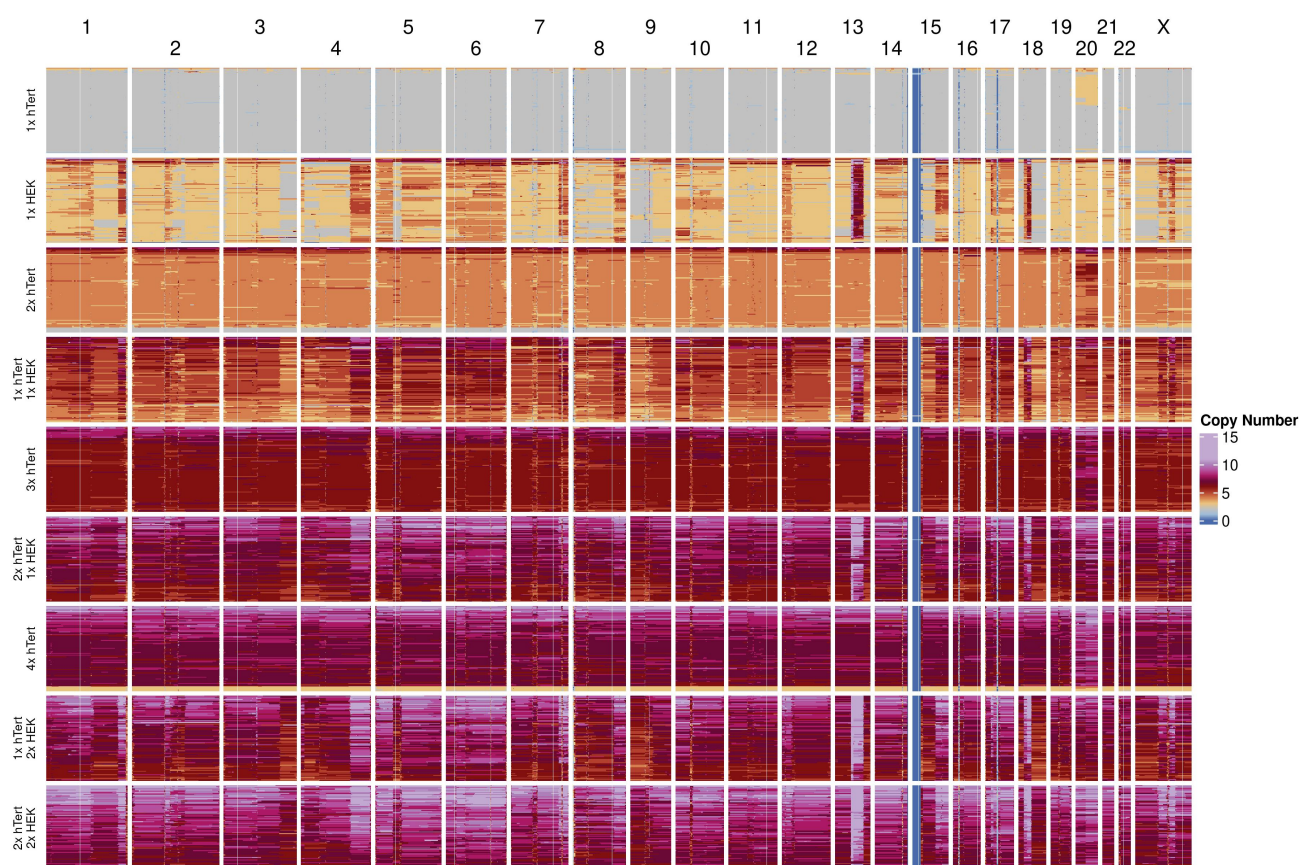 1 3 5 7 9 11 13 15 17 19 21 X
2 4 6 8 10 12 14 16 18 20 22
1x hTert
1x HEK
2x hTert
1x hTert
1x HEK
3x hTert
2x hTert
1x HEK
4x hTert
1x hTert
2x HEK
2x hTert
2x HEK
Copy Number
15
10
5
0